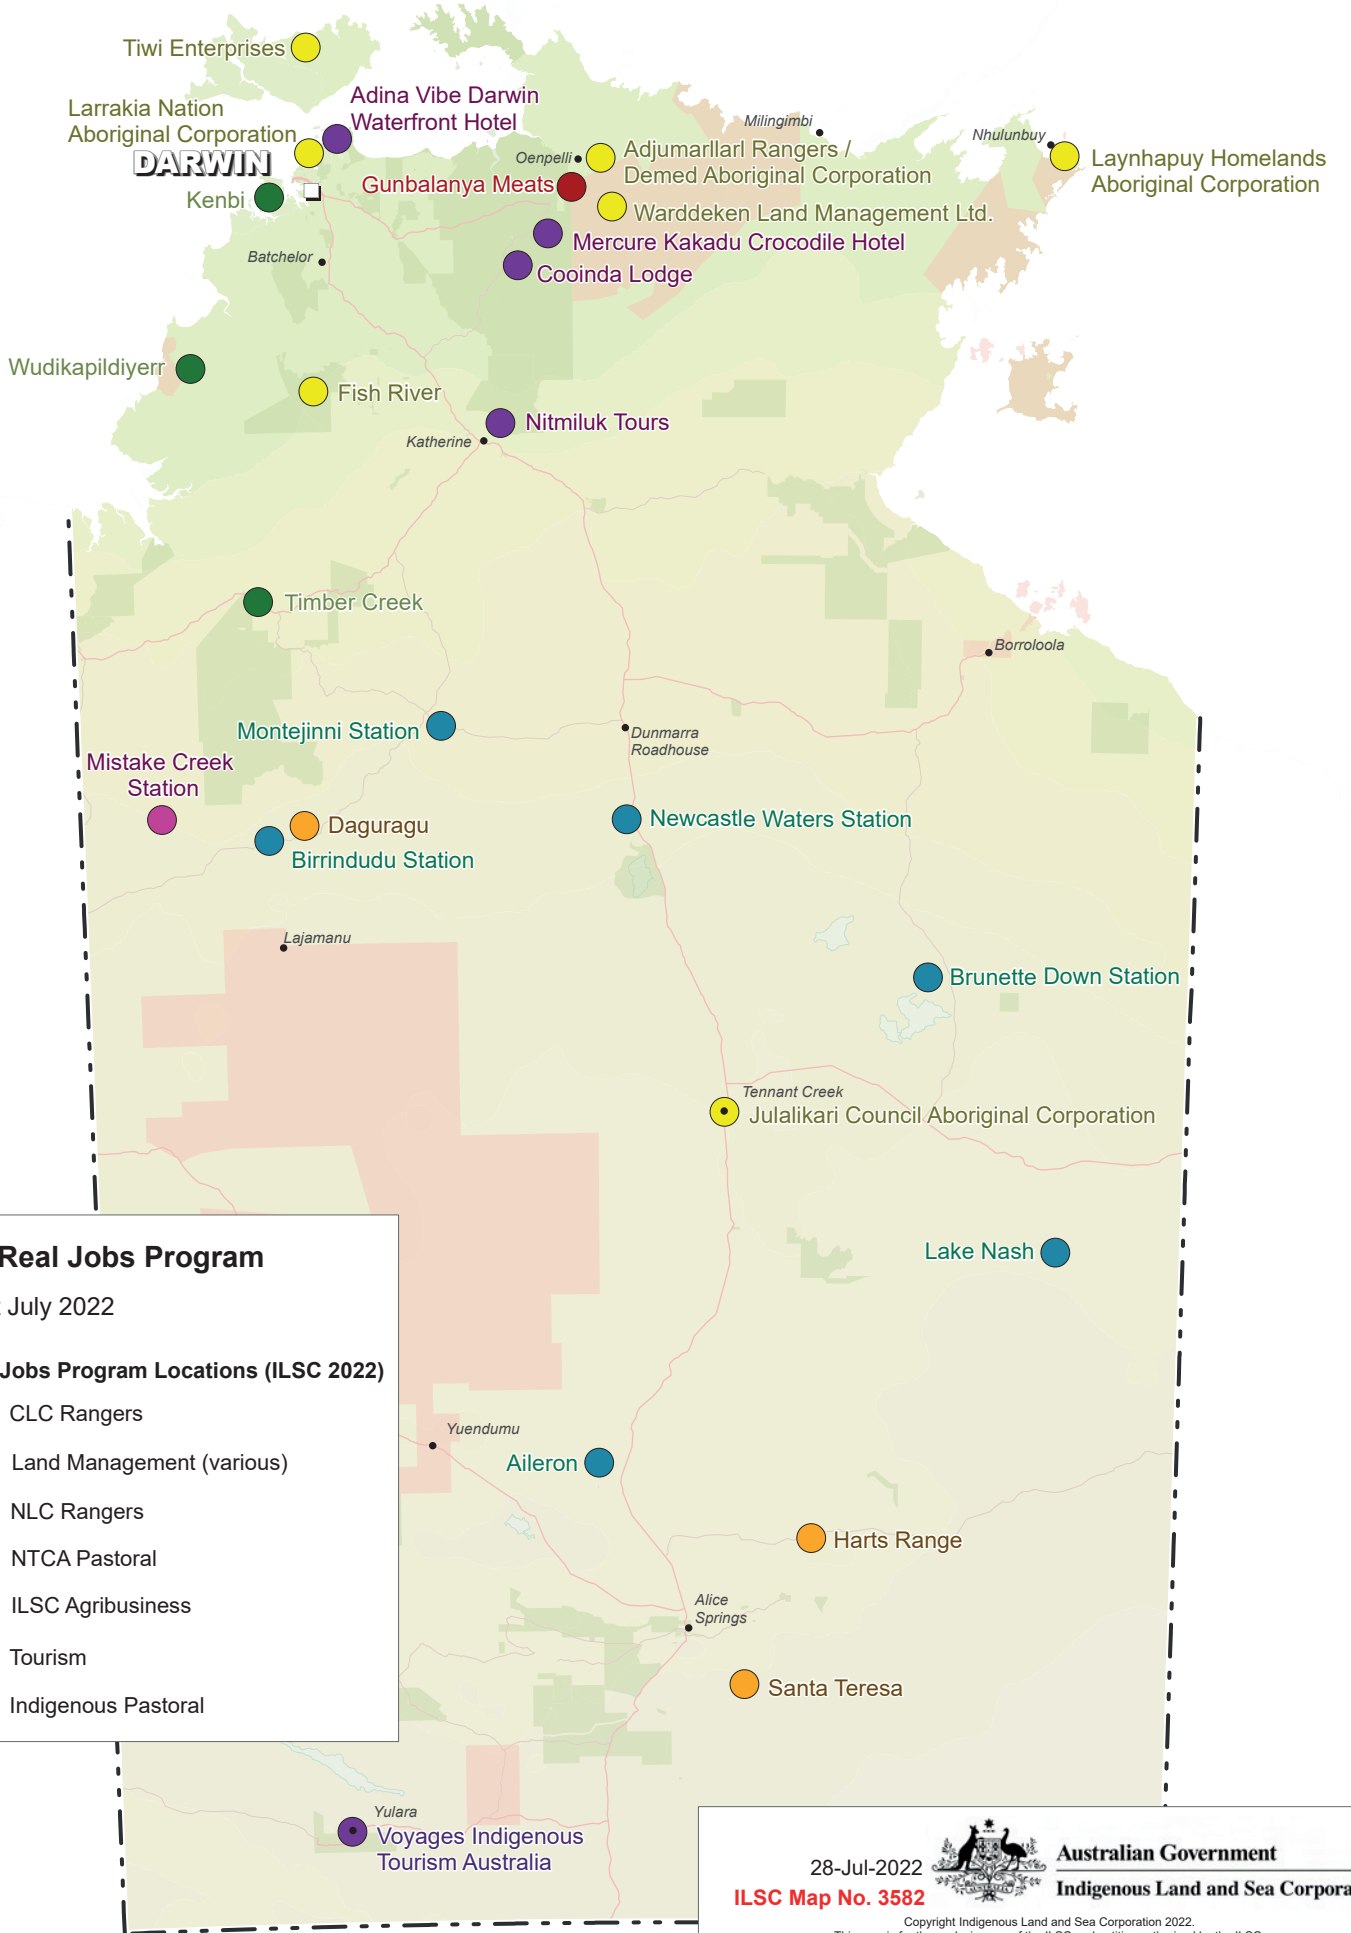 Tiwi Enterprises
Adina Vibe Darwin
Waterfront Hotel
Larrakia Nation
Aboriginal Corporation
DARWIN
Kenbi
Milingimbi
Nhulunbuy
Oenpelli
Adjumarllarl Rangers /
Demed Aboriginal Corporation
Laynhapuy Homelands
Aboriginal Corporation
Gunbalanya Meats
Warddeken Land Management Ltd.
Mercure Kakadu Crocodile Hotel
Batchelor
Cooinda Lodge
Wudikapildiyerr
Fish River
Nitmiluk Tours
Katherine
Timber Creek
Borroloola
Montejinni Station
Dunmarra
Roadhouse
Mistake Creek
Station
Daguragu
Newcastle Waters Station
Birrindudu Station
Lajamanu
Brunette Down Station
Tennant Creek
Julalikari Council Aboriginal Corporation
Lake Nash
Real Jobs Program
July 2022
Jobs Program Locations (ILSC 2022)
CLC Rangers
Land Management (various)
NLC Rangers
NTCA Pastoral
ILSC Agribusiness
Tourism
Indigenous Pastoral
Yuendumu
Aileron
Harts Range
Alice
Springs
Santa Teresa
Yulara
Voyages Indigenous
Tourism Australia
28-Jul-2022
ILSC Map No. 3582
AUSTRALIA
Australian Government
Indigenous Land and Sea Corpora
Copyright Indigenous Land and Sea Corporation 2022.